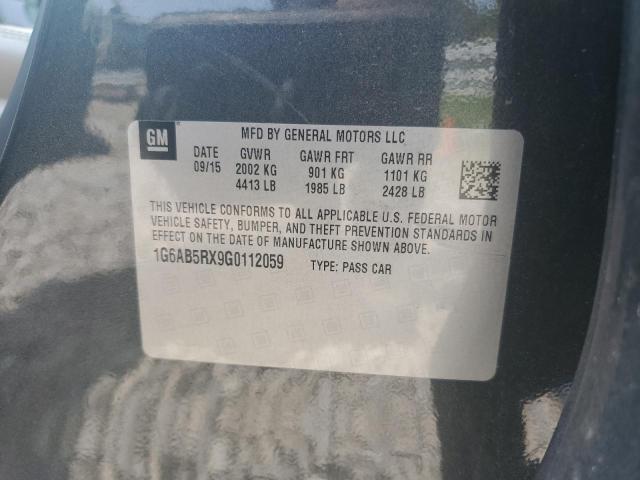 GM
MFD BY GENERAL MOTORS LLC
DATE GVWR GAWR FRT GAWR RR
09/15 2002 KG 901 KG 1101 KG
4413 LB 1985 LB 2428 LB
THIS VEHICLE CONFORMS TO ALL APPLICABLE U.S. FEDERAL MOTOR
VEHICLE SAFETY, BUMPER, AND THEFT PREVENTION STANDARDS IN
EFFECT ON THE DATE OF MANUFACTURE SHOWN ABOVE.
1G6AB5RX9G0112059 TYPE: PASS CAR